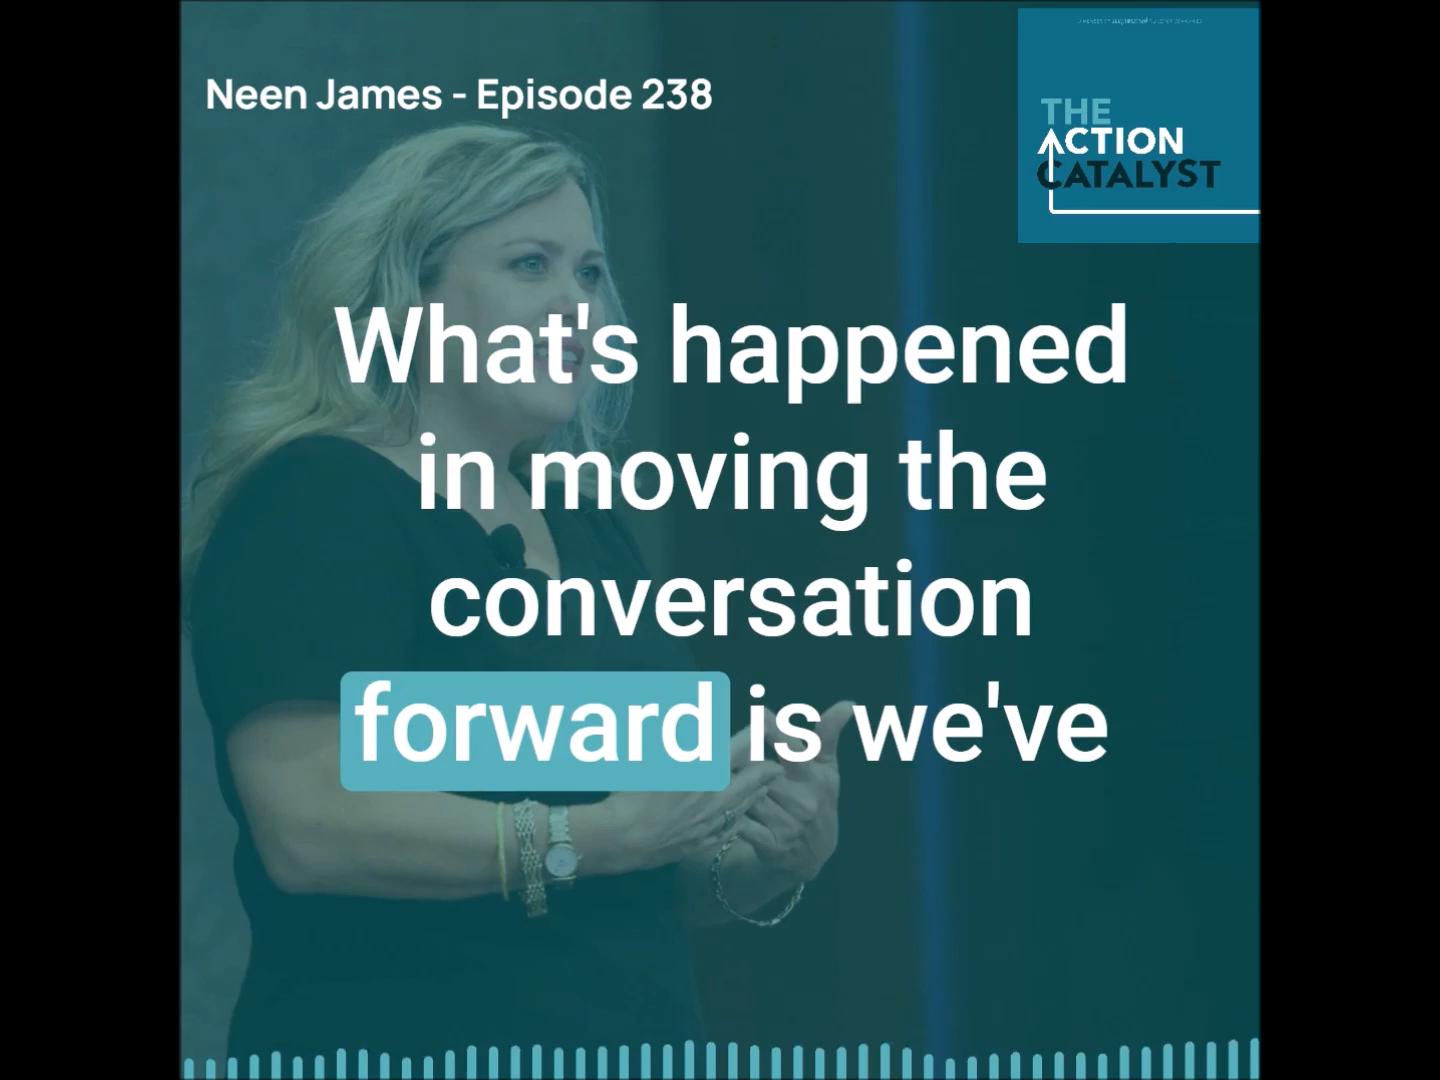 Neen James - Episode 238
THE
ACTION
CATALYST
What's happened
in moving the
conversation
forward is we've